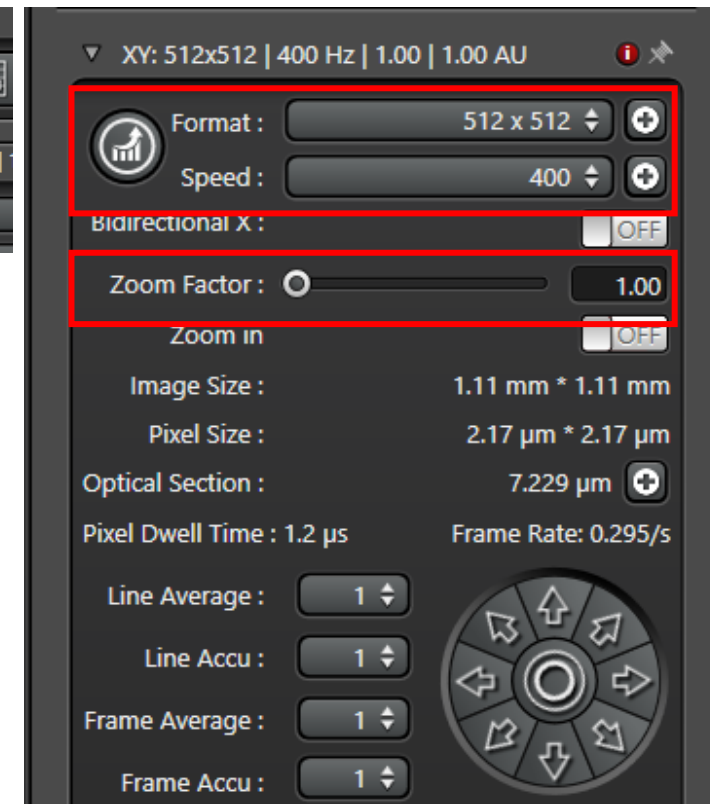 XY: 512x512 | 400 Hz | 1.00 | 1.00 AU
Format : 512 x 512
Speed : 400
Bidirectional X : OFF
Zoom Factor : 1.00
Zoom in OFF
Image Size : 1.11 mm * 1.11 mm
Pixel Size : 2.17 µm * 2.17 µm
Optical Section : 7.229 µm
Pixel Dwell Time : 1.2 µs Frame Rate: 0.295/s
Line Average : 1
Line Accu : 1
Frame Average : 1
Frame Accu : 1